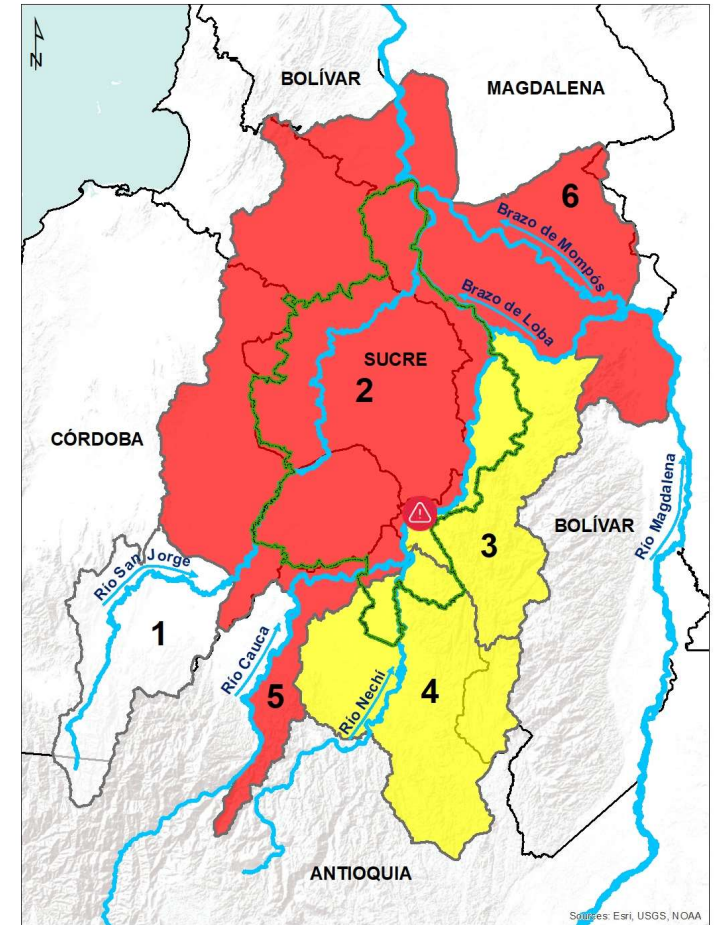 N
BOLÍVAR
MAGDALENA
6
Brazo de Mompós
Brazo de Loba
SUCRE
2
CÓRDOBA
BOLÍVAR
Río Magdalena
3
Río San Jorge
1
Río Cauca
5
Río Nechí
4
ANTIOQUIA
Sources: Esri, USGS, NOAA